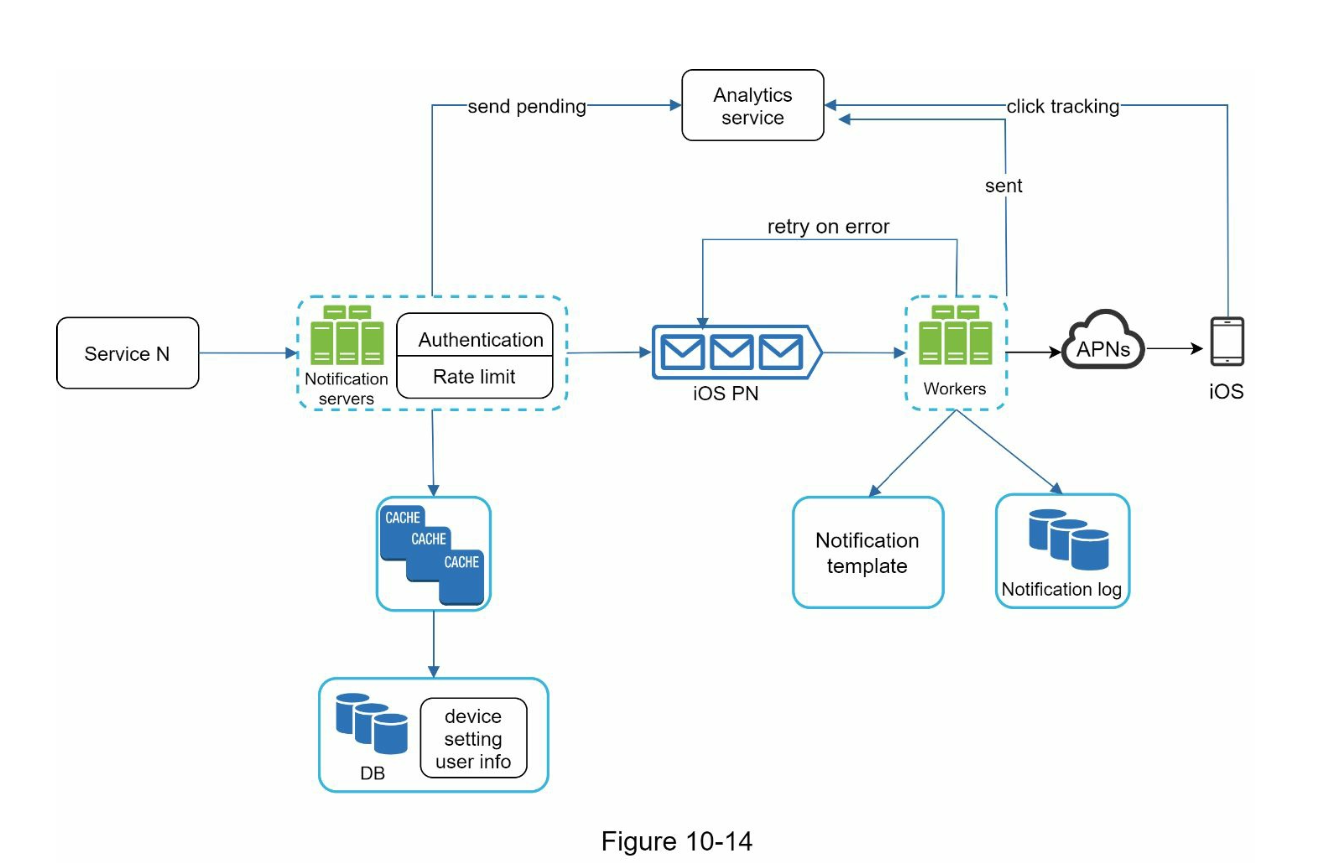 Analytics
service
send pending
click tracking
sent
retry on error
Service N
Notification
servers
Authentication
Rate limit
iOS PN
Workers
APNs
iOS
CACHE
CACHE
CACHE
Notification
template
Notification log
DB
device
setting
user info
Figure 10-14